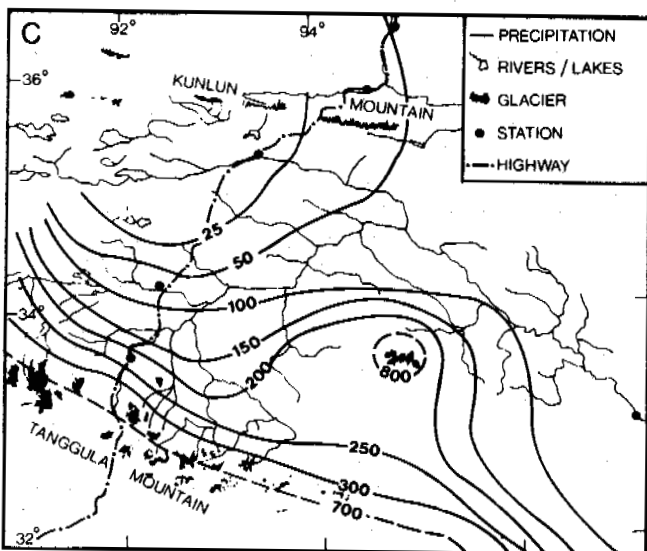 C
92
94
36°
34
32°
KUNLUN
MOUNTAIN
25
50
100
150
200
800
250
300
700
TANGGULA
MOUNTAIN
PRECIPITATION
RIVERS / LAKES
GLACIER
STATION
HIGHWAY